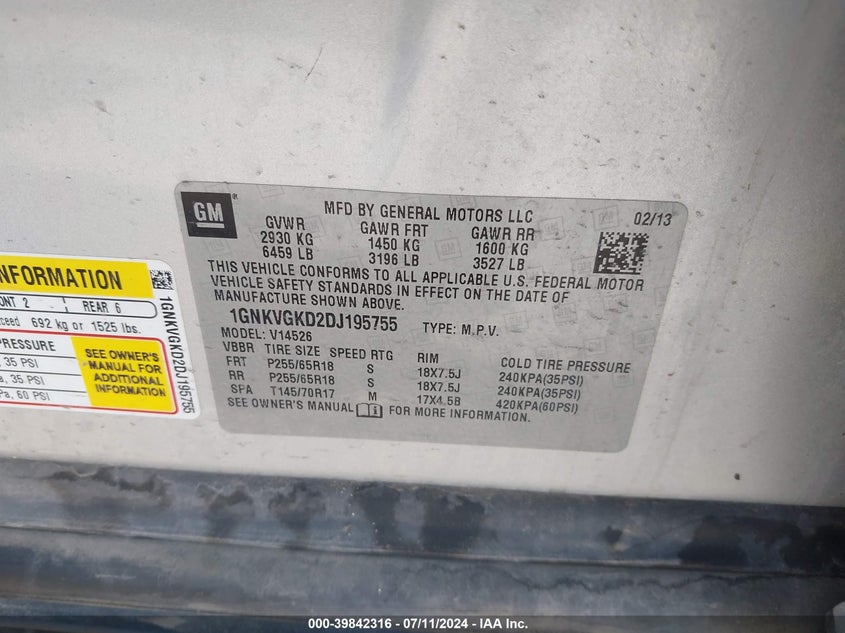 GM
MFD BY GENERAL MOTORS LLC 02/13
GVWR GAWR FRT GAWR RR
2930 KG 1450 KG 1600 KG
6459 LB 3196 LB 3527 LB
THIS VEHICLE CONFORMS TO ALL APPLICABLE U.S. FEDERAL MOTOR
VEHICLE SAFETY STANDARDS IN EFFECT ON THE DATE OF
MANUFACTURE SHOWN ABOVE.
1GNKVGKD2DJ195755 TYPE: M.P.V.
MODEL: V14526
VBBR TIRE SIZE SPEED RTG RIM COLD TIRE PRESSURE
FRT P255/65R18 S 18X7.5J 240KPA(35PSI)
RR P255/65R18 S 18X7.5J 240KPA(35PSI)
SPA T145/70R17 M 17X4.5B 420KPA(60PSI)
SEE OWNER'S MANUAL FOR MORE INFORMATION.
INFORMATION
2 REAR 6
692 kg or 1525 lbs.
PRESSURE
35 PSI
35 PSI
60 PSI
SEE OWNER'S
MANUAL FOR
ADDITIONAL
INFORMATION
1GNKVGKD2DJ195755
000-39842316 - 07/11/2024 - IAA Inc.